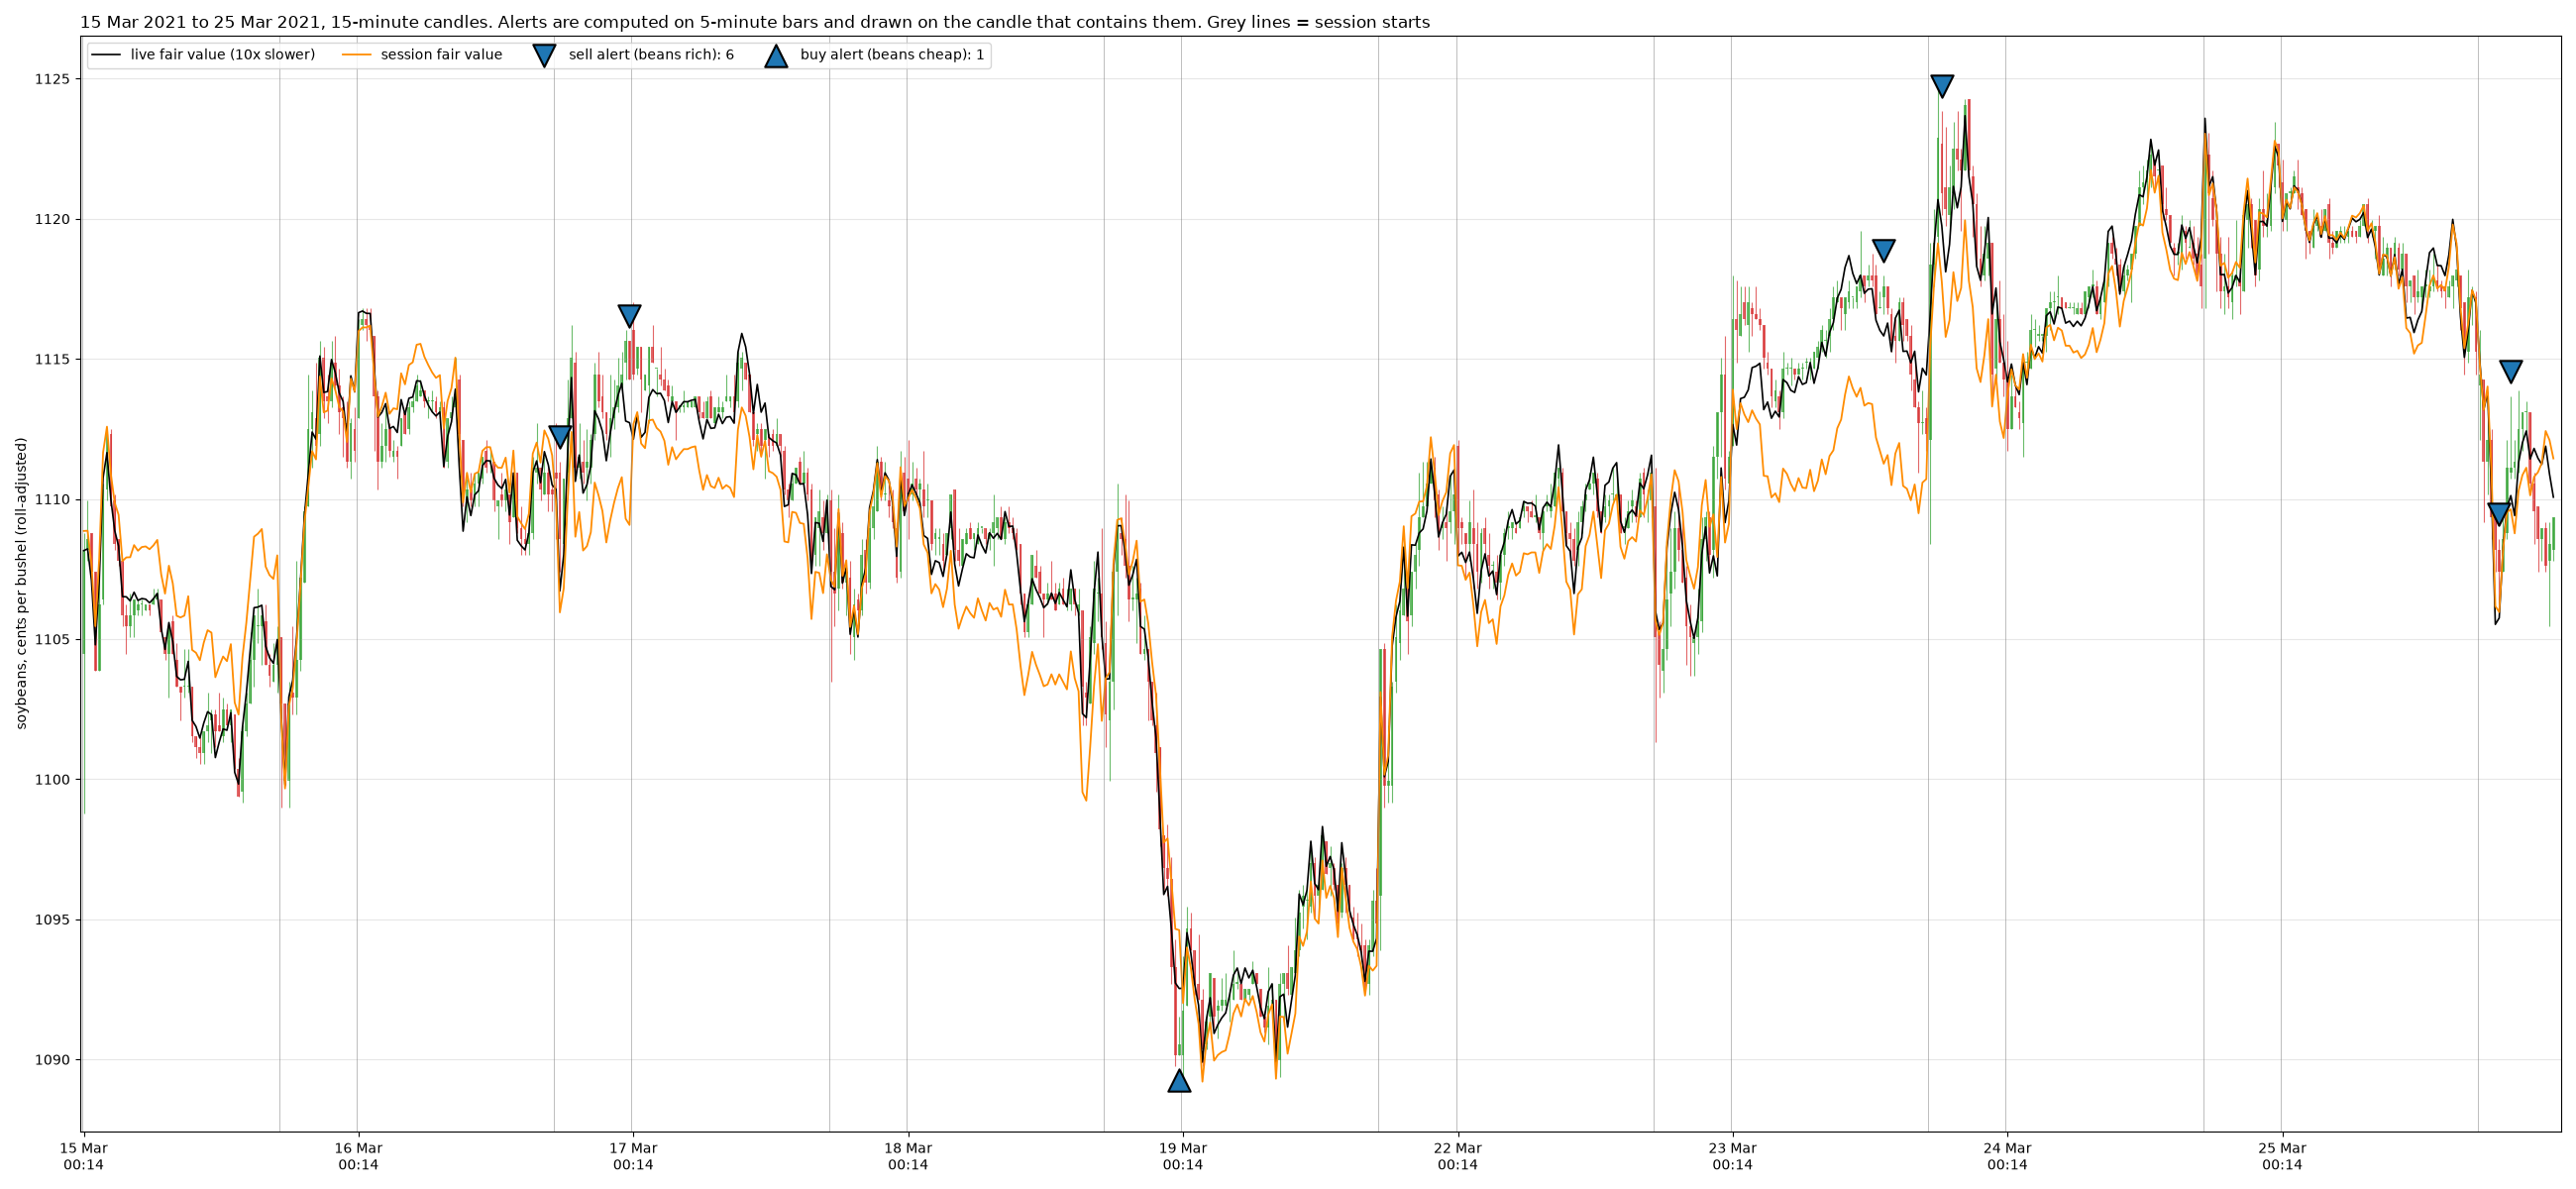 15 Mar 2021 to 25 Mar 2021, 15-minute candles. Alerts are computed on 5-minute bars and drawn on the candle that contains them. Grey lines = session starts
live fair value (10x slower)
session fair value
sell alert (beans rich): 6
buy alert (beans cheap): 1
soybeans, cents per bushel (roll-adjusted)
1125
1120
1115
1110
1105
1100
1095
1090
15 Mar
00:14
16 Mar
00:14
17 Mar
00:14
18 Mar
00:14
19 Mar
00:14
22 Mar
00:14
23 Mar
00:14
24 Mar
00:14
25 Mar
00:14